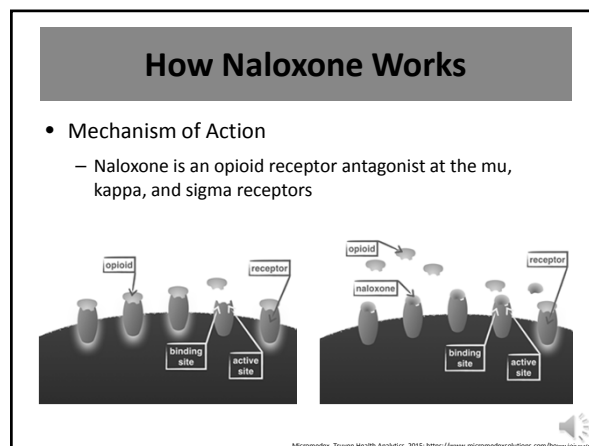 How Naloxone Works
• Mechanism of Action
– Naloxone is an opioid receptor antagonist at the mu,
kappa, and sigma receptors
opioid
receptor
binding
site
active
site
opioid
receptor
naloxone
binding
site
active
site
Micromedex, Truven Health Analytics, 2015; https://www.micromedexsolutions.com/